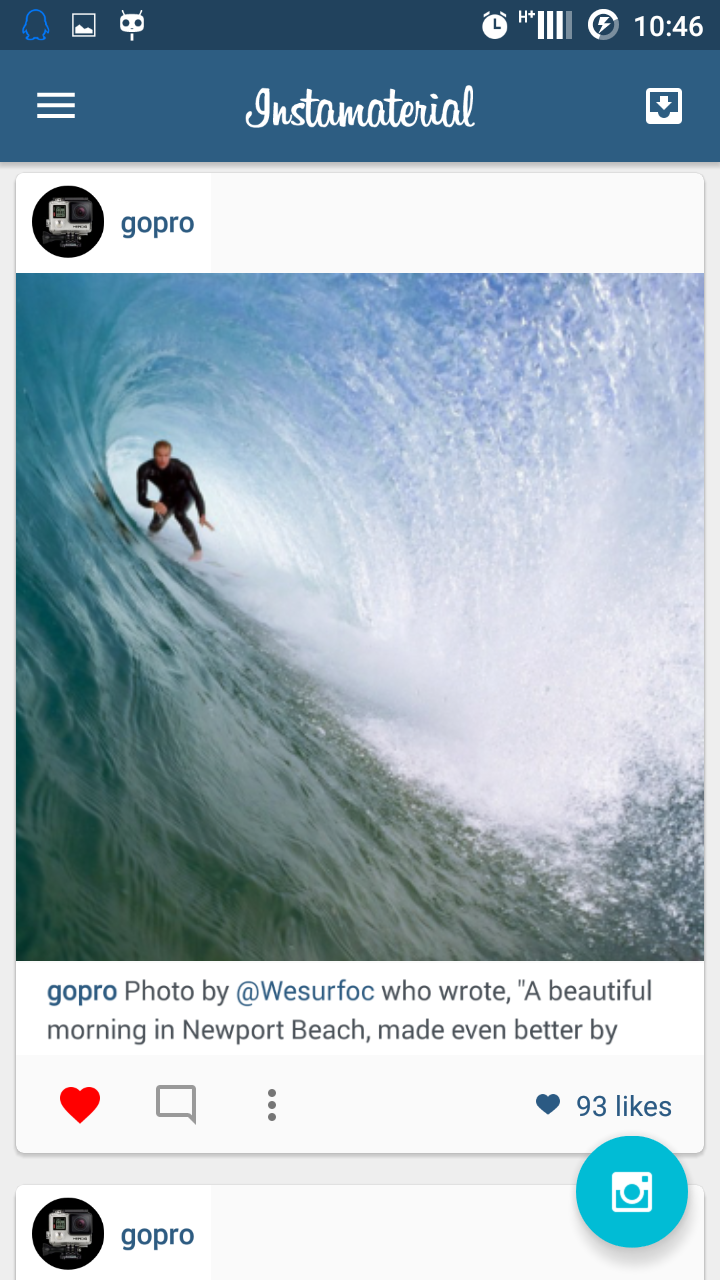 H+ 10:46
Instamaterial
gopro
gopro Photo by @Wesurfoc who wrote, "A beautiful
morning in Newport Beach, made even better by
93 likes
gopro